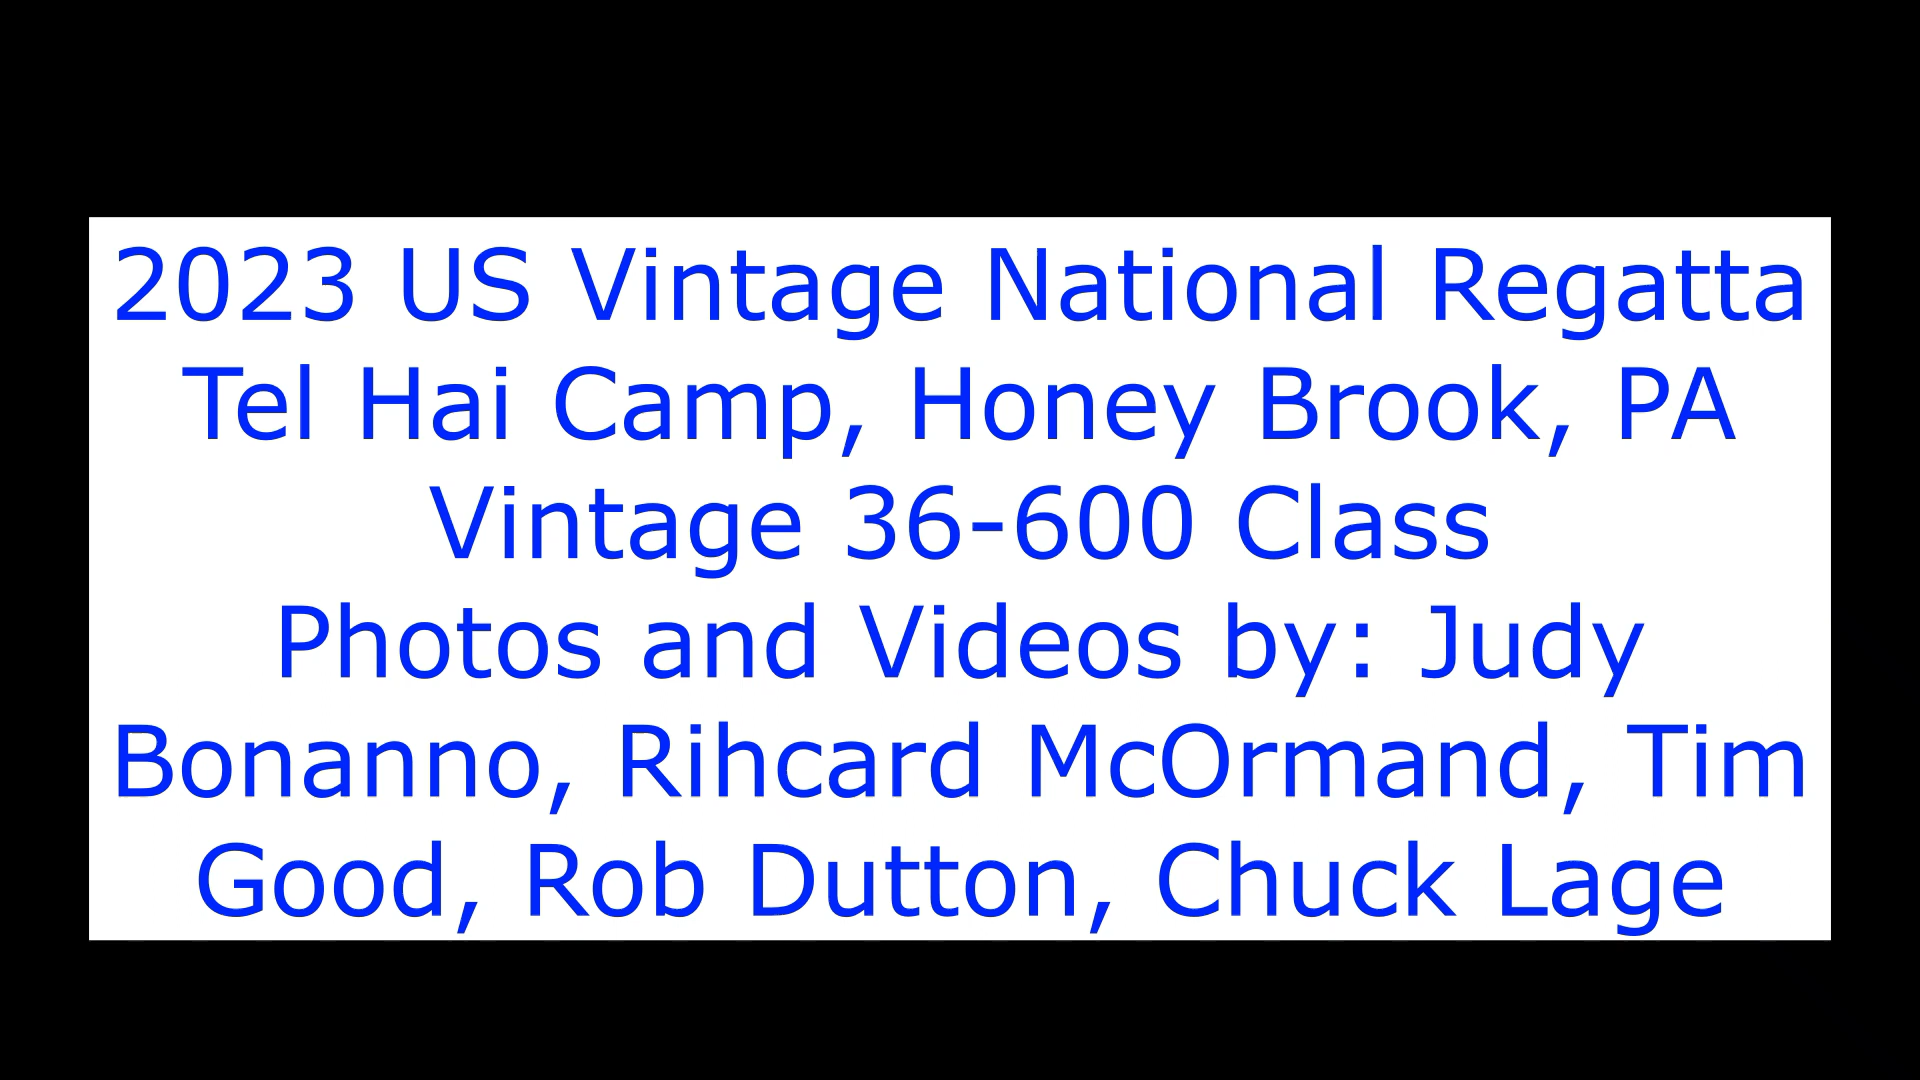 2023 US Vintage National Regatta
Tel Hai Camp, Honey Brook, PA
Vintage 36-600 Class
Photos and Videos by: Judy
Bonanno, Rihcard McOrmand, Tim
Good, Rob Dutton, Chuck Lage